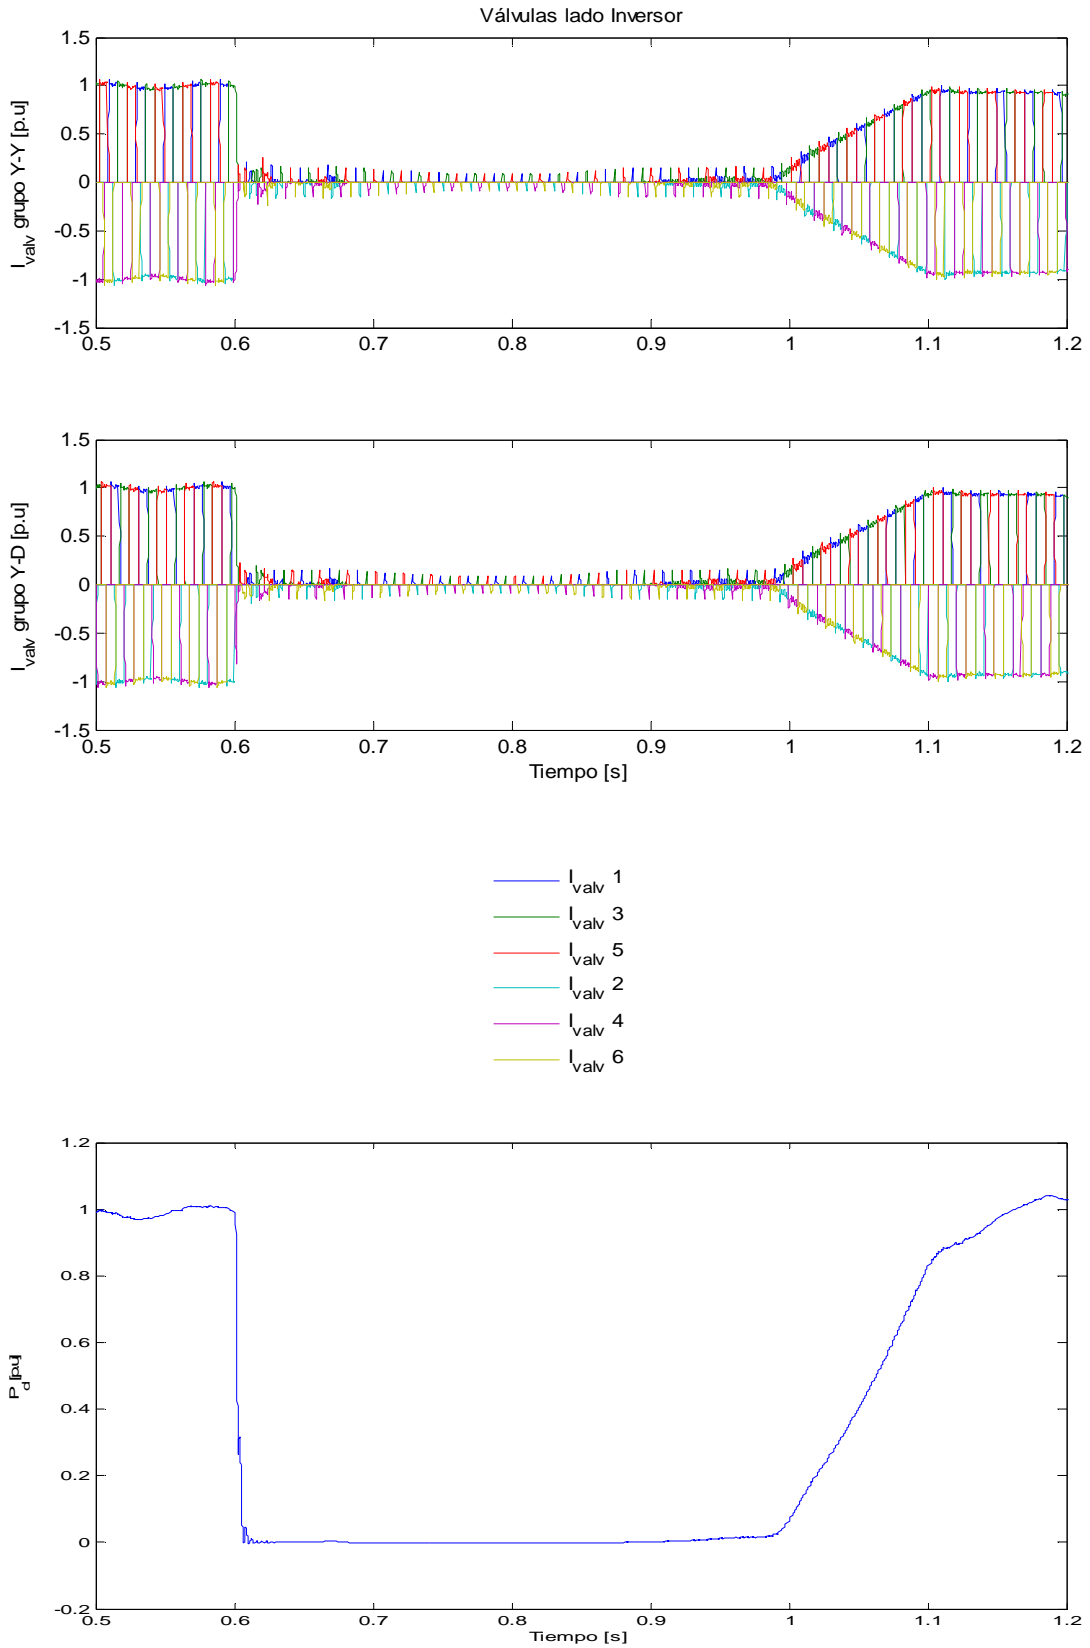 Válvulas lado Inversor
I_valv grupo Y-Y [p.u]
1.5
1
0.5
0
-0.5
-1
-1.5
0.5 0.6 0.7 0.8 0.9 1 1.1 1.2
I_valv grupo Y-D [p.u]
1.5
1
0.5
0
-0.5
-1
-1.5
0.5 0.6 0.7 0.8 0.9 1 1.1 1.2
Tiempo [s]
I_valv 1
I_valv 3
I_valv 5
I_valv 2
I_valv 4
I_valv 6
P_d [p.u]
1.2
1
0.8
0.6
0.4
0.2
0
-0.2
0.5 0.6 0.7 0.8 0.9 1 1.1 1.2
Tiempo [s]